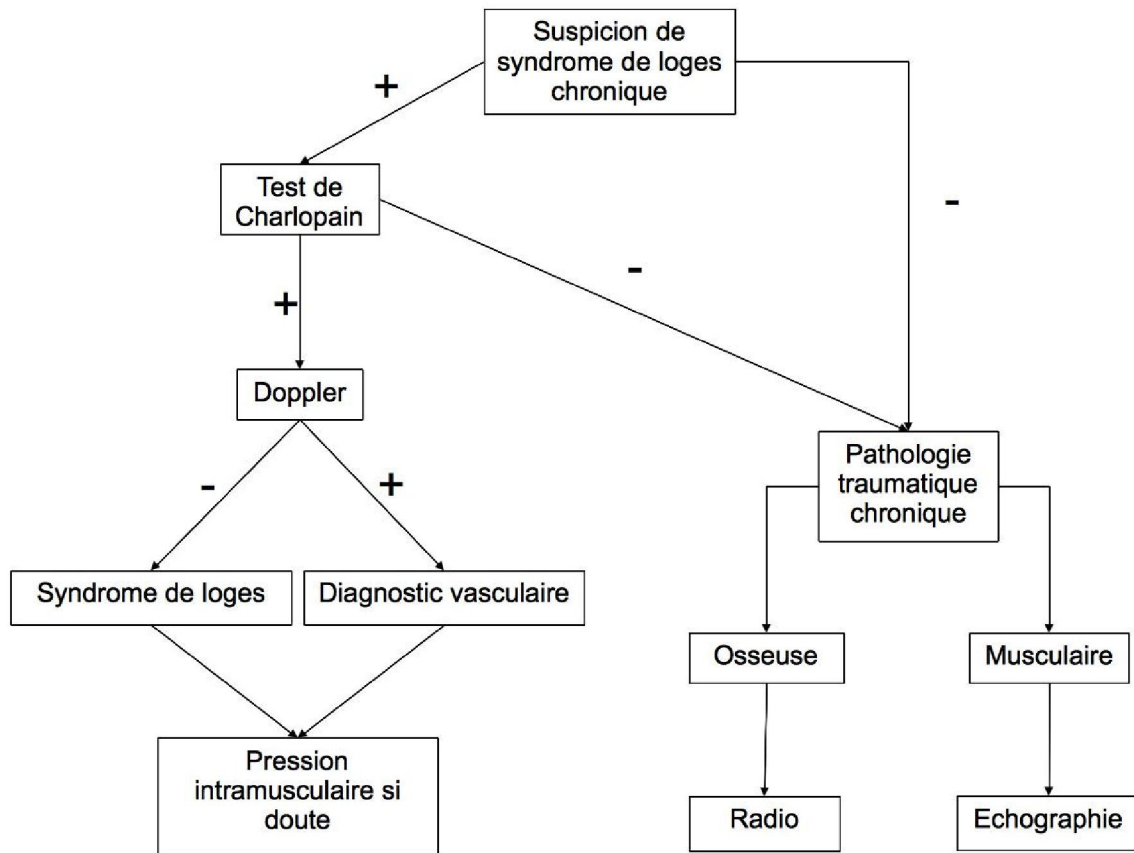 Suspicion de
syndrome de loges
chronique
+
Test de
Charlopain
-
-
+
Doppler
-
+
Pathologie
traumatique
chronique
Syndrome de loges
Diagnostic vasculaire
Osseuse
Musculaire
Pression
intramusculaire si
doute
Radio
Echographie